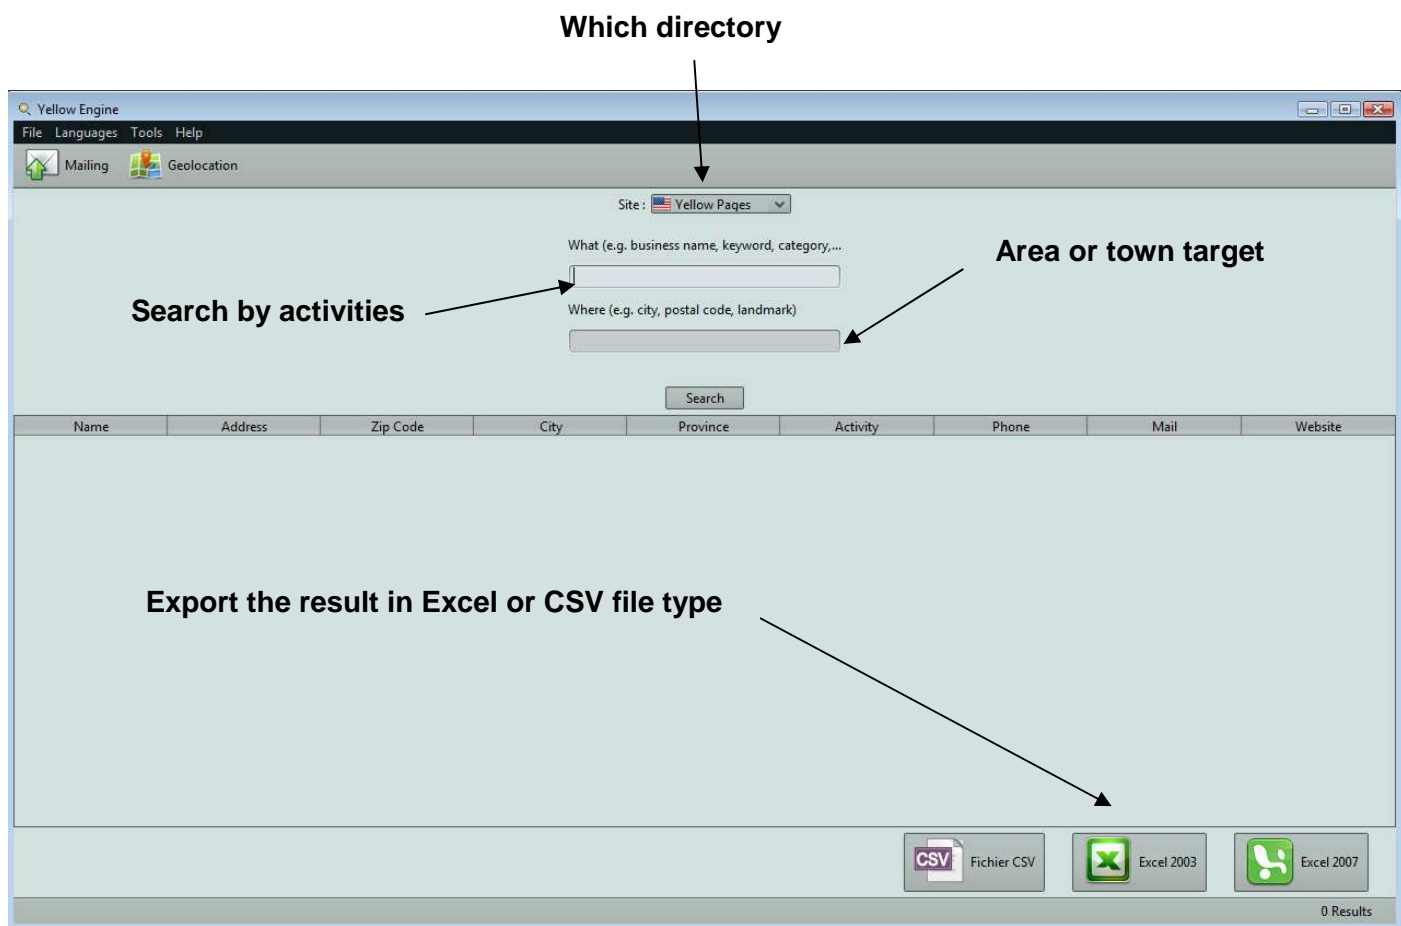 Which directory
Yellow Engine
File Languages Tools Help
Mailing Geolocation
Site : Yellow Pages
What (e.g. business name, keyword, category,...
Area or town target
Search by activities
Where (e.g. city, postal code, landmark)
Search
Name Address Zip Code City Province Activity Phone Mail Website
Export the result in Excel or CSV file type
CSV Fichier CSV Excel 2003 Excel 2007
0 Results